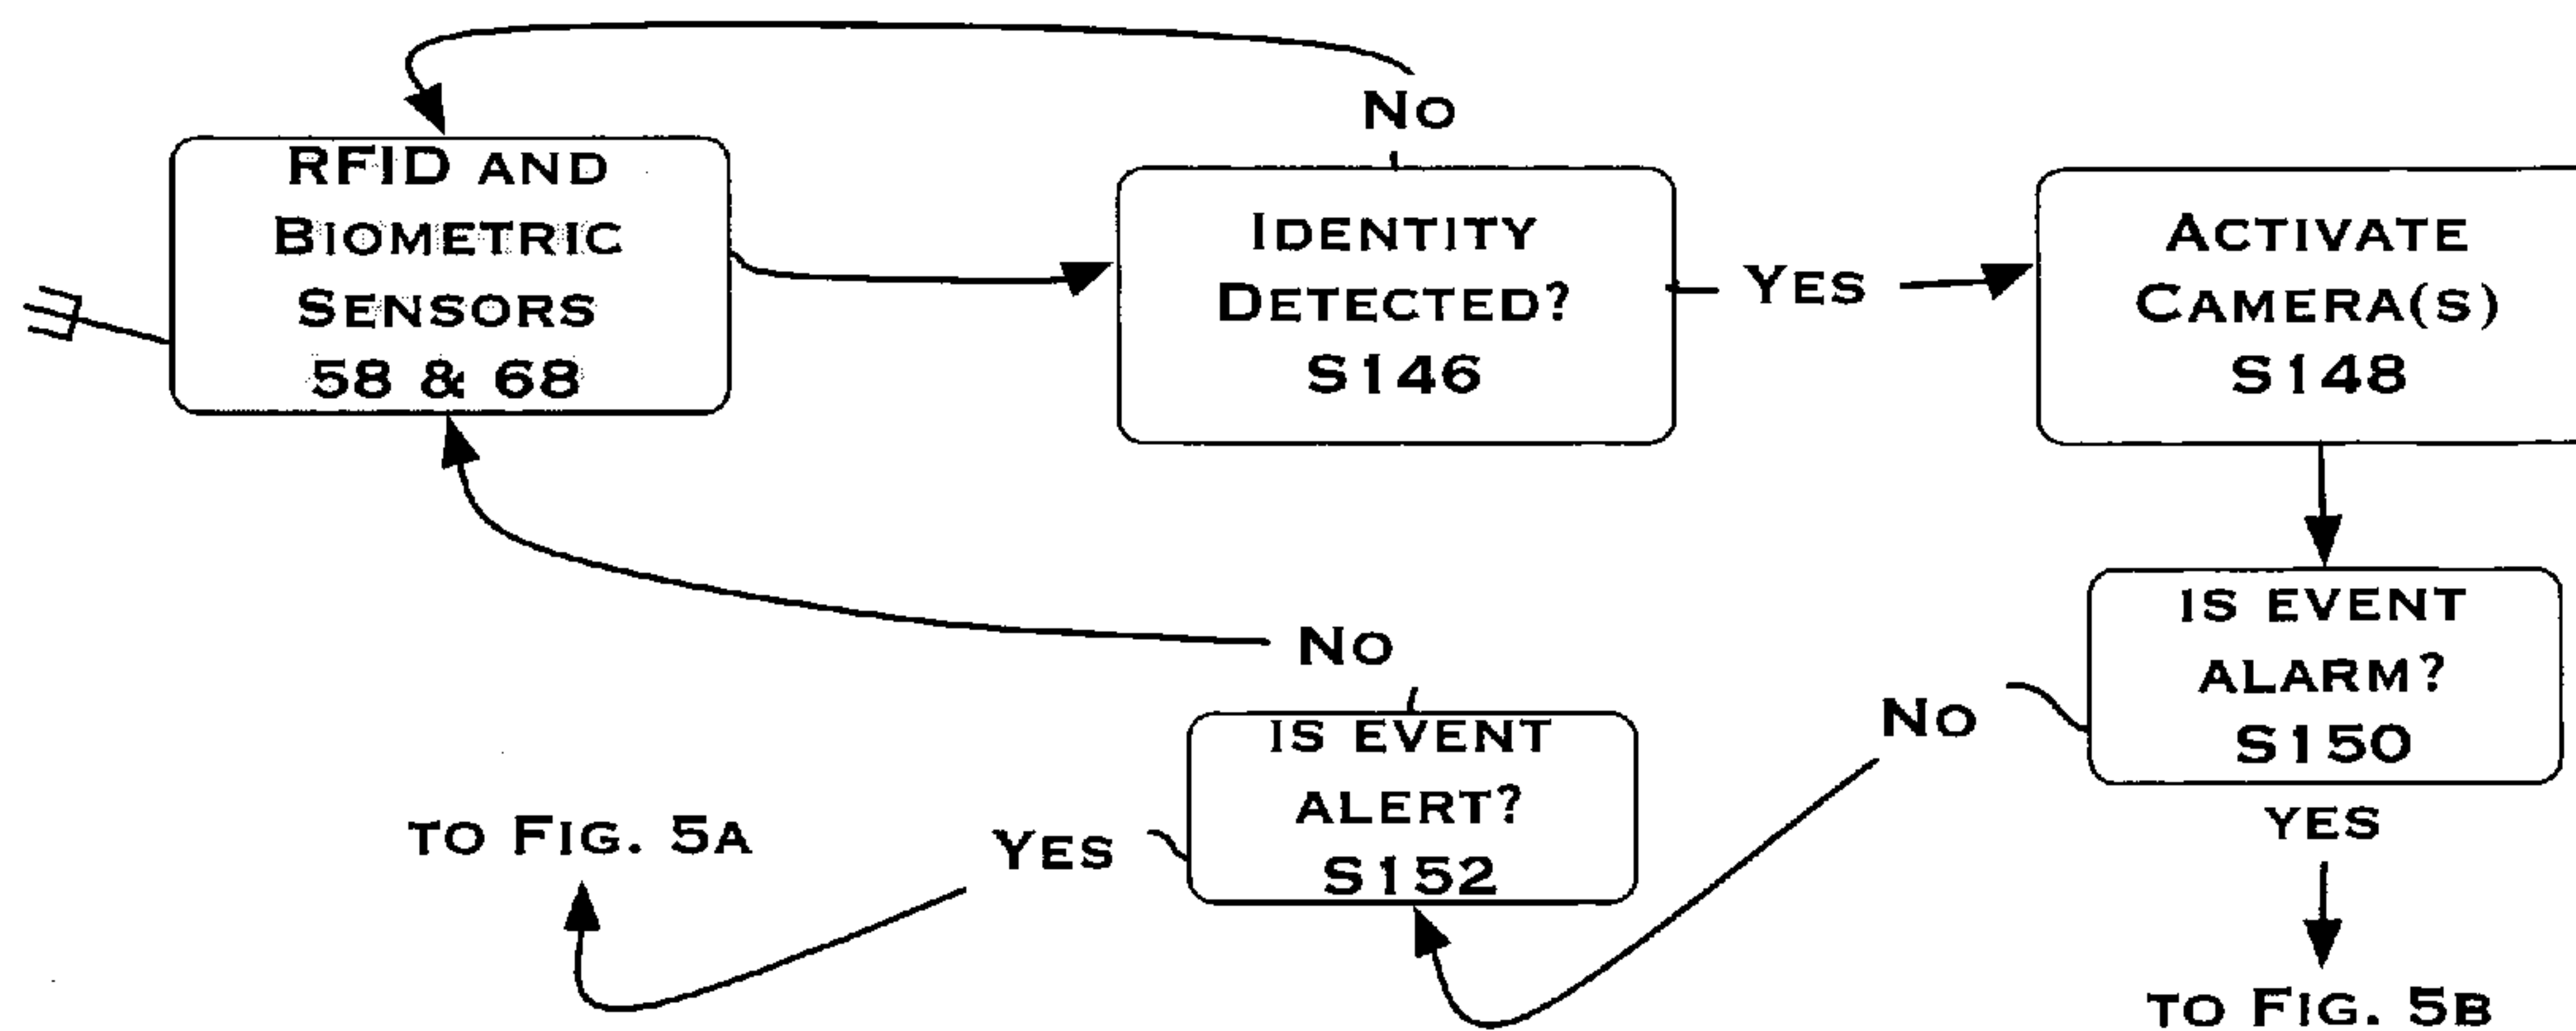 No
RFID AND
BIOMETRIC
SENSORS
58 & 68
IDENTITY
DETECTED?
S146
YES
ACTIVATE
CAMERA(S)
S148
IS EVENT
ALARM?
S150
No
YES
TO FIG. 5B
IS EVENT
ALERT?
S152
No
YES
TO FIG. 5A